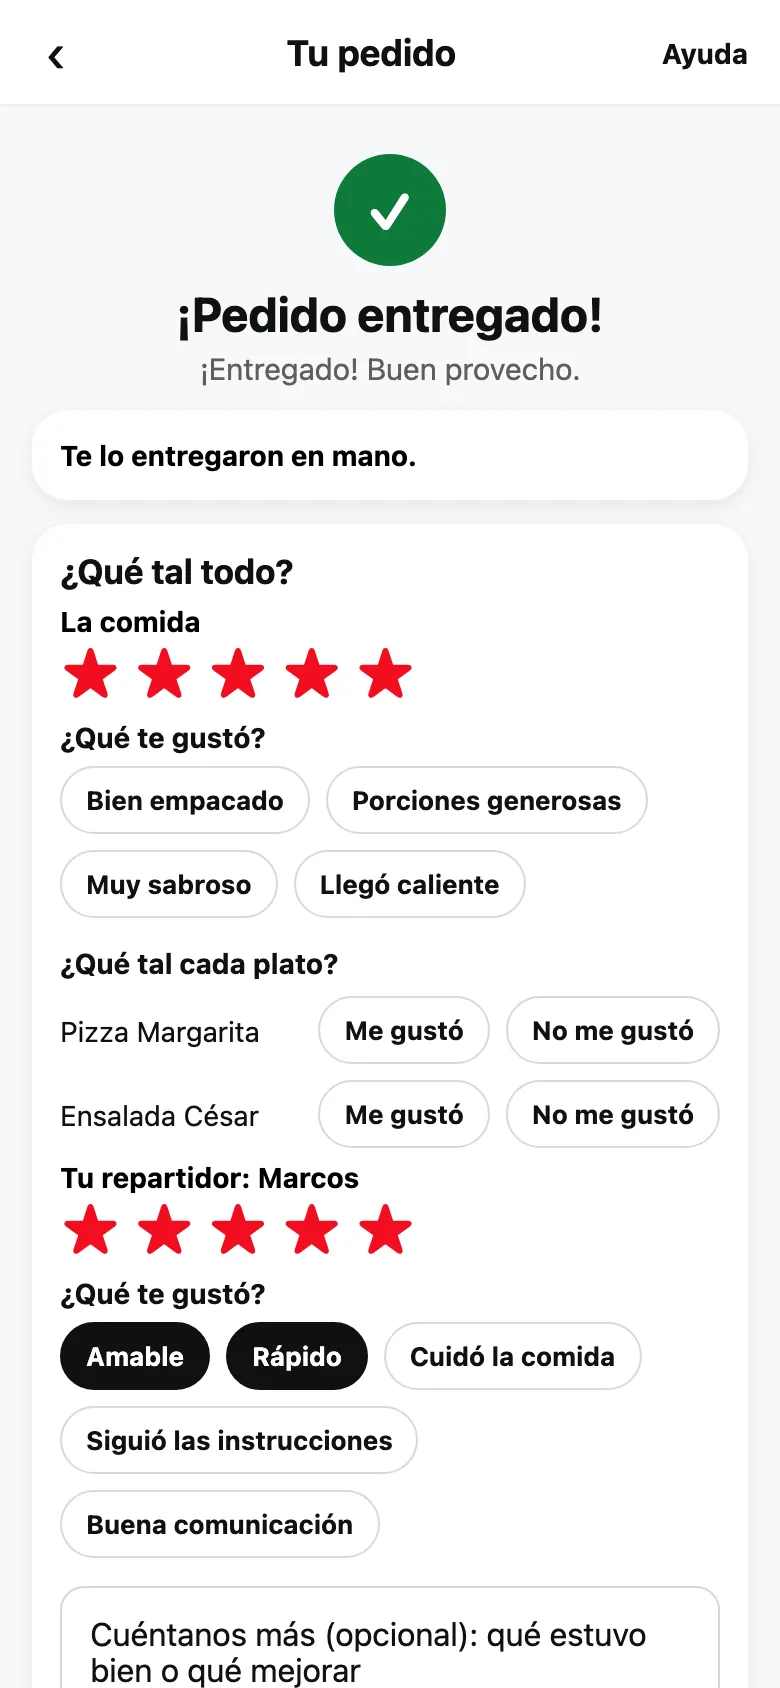 Tu pedido
Ayuda
¡Pedido entregado!
¡Entregado! Buen provecho.
Te lo entregaron en mano.
¿Qué tal todo?
La comida
¿Qué te gustó?
Bien empacado
Porciones generosas
Muy sabroso
Llegó caliente
¿Qué tal cada plato?
Pizza Margarita
Me gustó
No me gustó
Ensalada César
Me gustó
No me gustó
Tu repartidor: Marcos
¿Qué te gustó?
Amable
Rápido
Cuidó la comida
Siguió las instrucciones
Buena comunicación
Cuéntanos más (opcional): qué estuvo
bien o qué mejorar